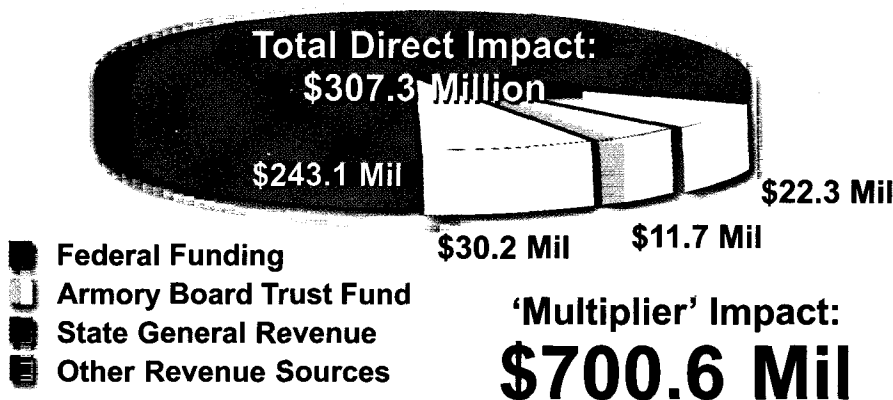 Total Direct Impact:
$307.3 Million
$243.1 Mil
$22.3 Mil
$30.2 Mil
$11.7 Mil
Federal Funding
Armory Board Trust Fund
State General Revenue
Other Revenue Sources
'Multiplier' Impact:
$700.6 Mil